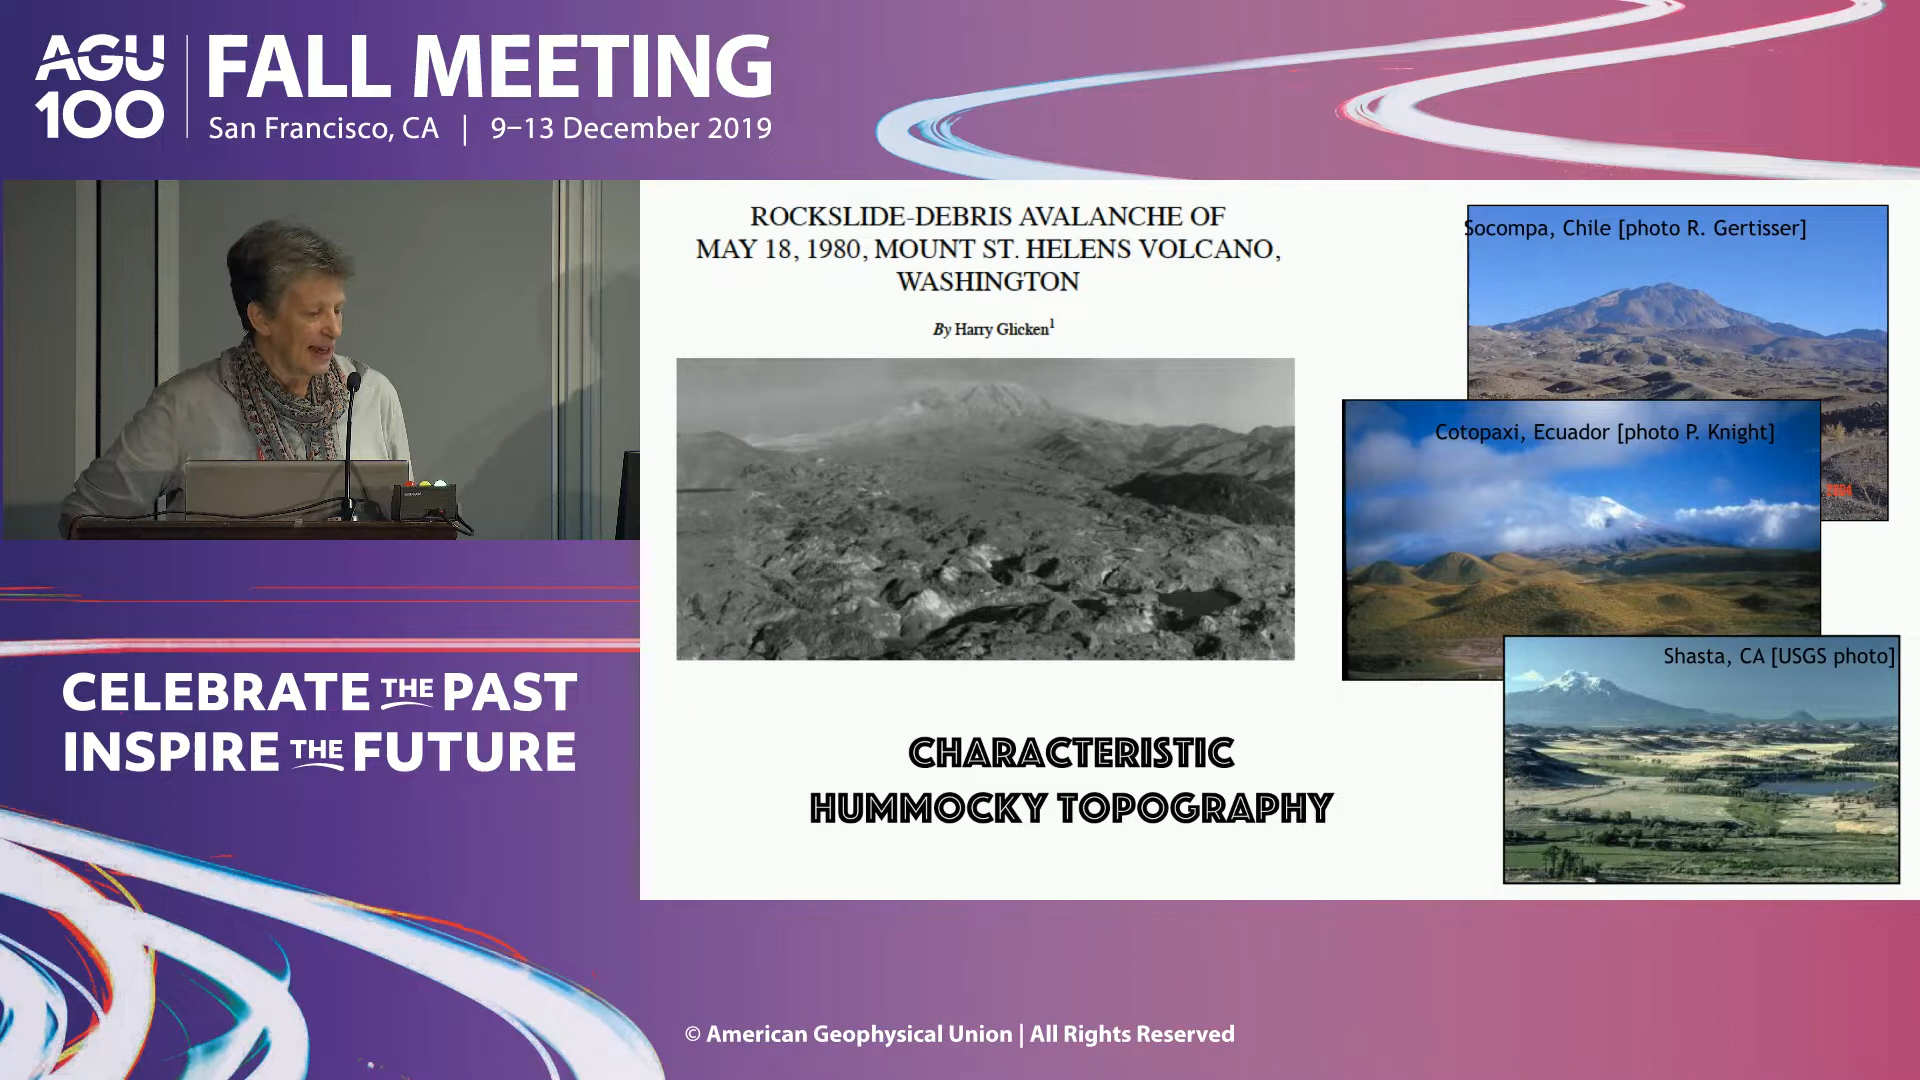 AGU
100
FALL MEETING
San Francisco, CA | 9–13 December 2019
ROCKSLIDE-DEBRIS AVALANCHE OF
MAY 18, 1980, MOUNT ST. HELENS VOLCANO,
WASHINGTON
By Harry Glicken1
Socompa, Chile [photo R. Gertisser]
Cotopaxi, Ecuador [photo P. Knight]
Shasta, CA [USGS photo]
CHARACTERISTIC
HUMMOCKY TOPOGRAPHY
CELEBRATE THE PAST
INSPIRE THE FUTURE
© American Geophysical Union | All Rights Reserved